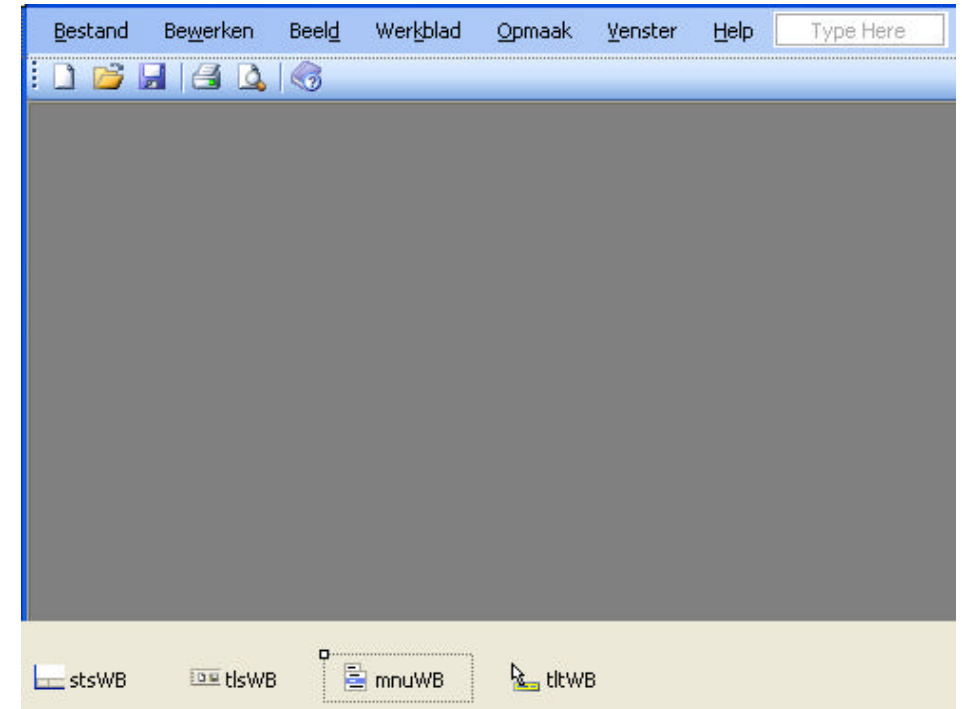 Bestand Bewerken Beeld Werkblad Opmaak Venster Help Type Here
stsWB tlsWB mnuWB tltWB